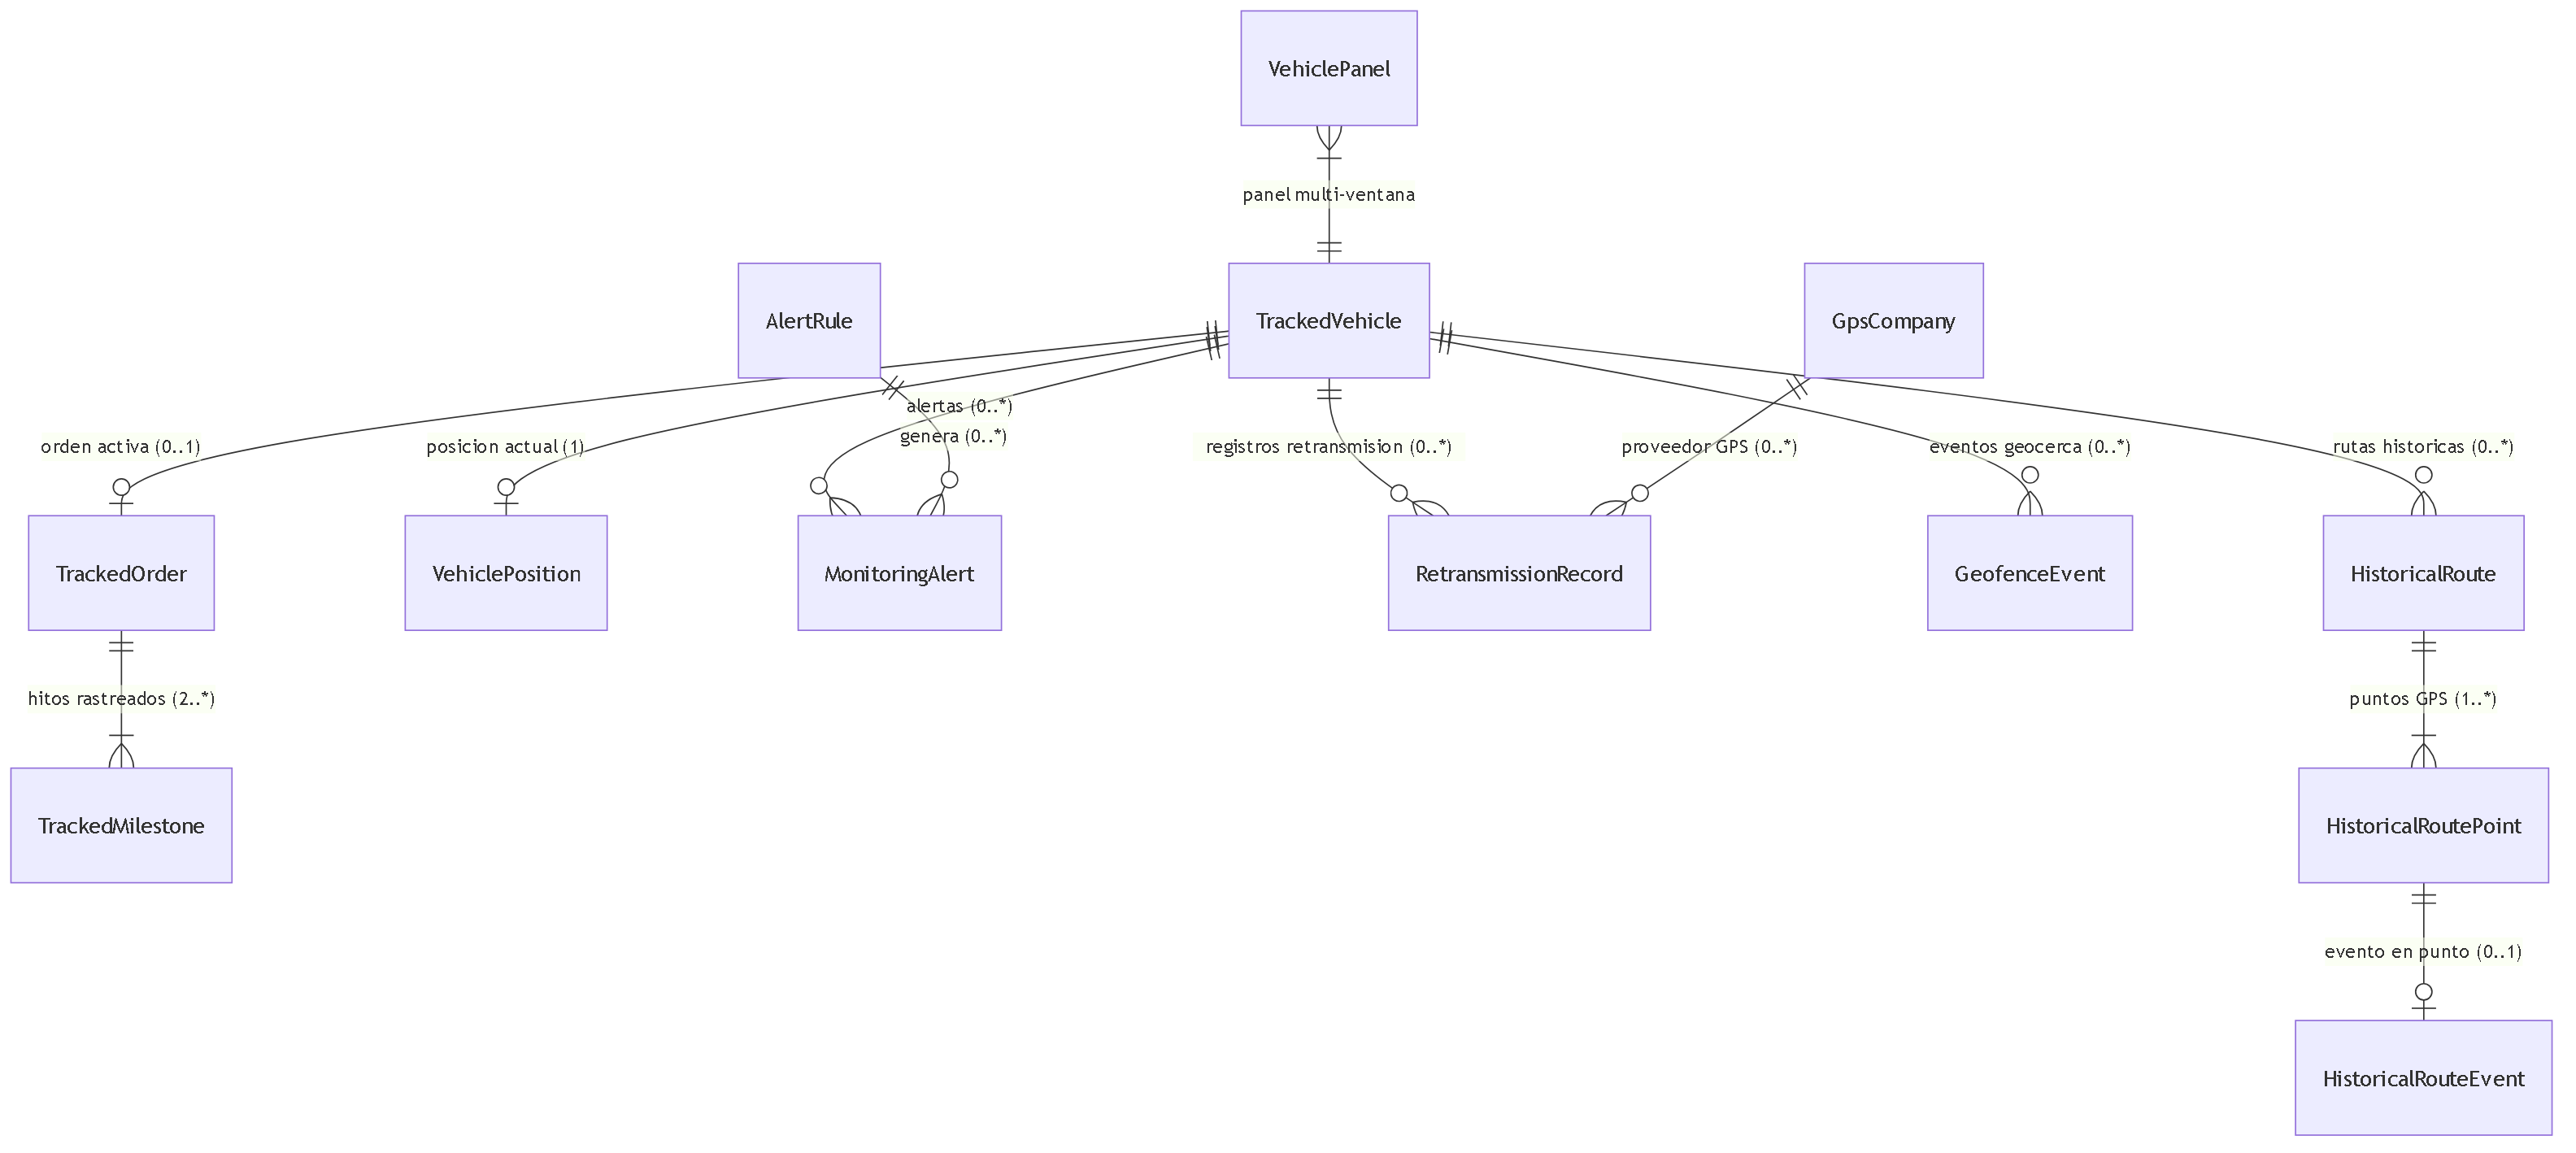 VehiclePanel
panel multi-ventana
AlertRule
TrackedVehicle
GpsCompany
alertas (0..*)
genera (0..*)
orden activa (0..1)
posicion actual (1)
registros retransmision (0..*)
proveedor GPS (0..*)
eventos geocerca (0..*)
rutas historicas (0..*)
TrackedOrder
VehiclePosition
MonitoringAlert
RetransmissionRecord
GeofenceEvent
HistoricalRoute
hitos rastreados (2..*)
puntos GPS (1..*)
TrackedMilestone
HistoricalRoutePoint
evento en punto (0..1)
HistoricalRouteEvent